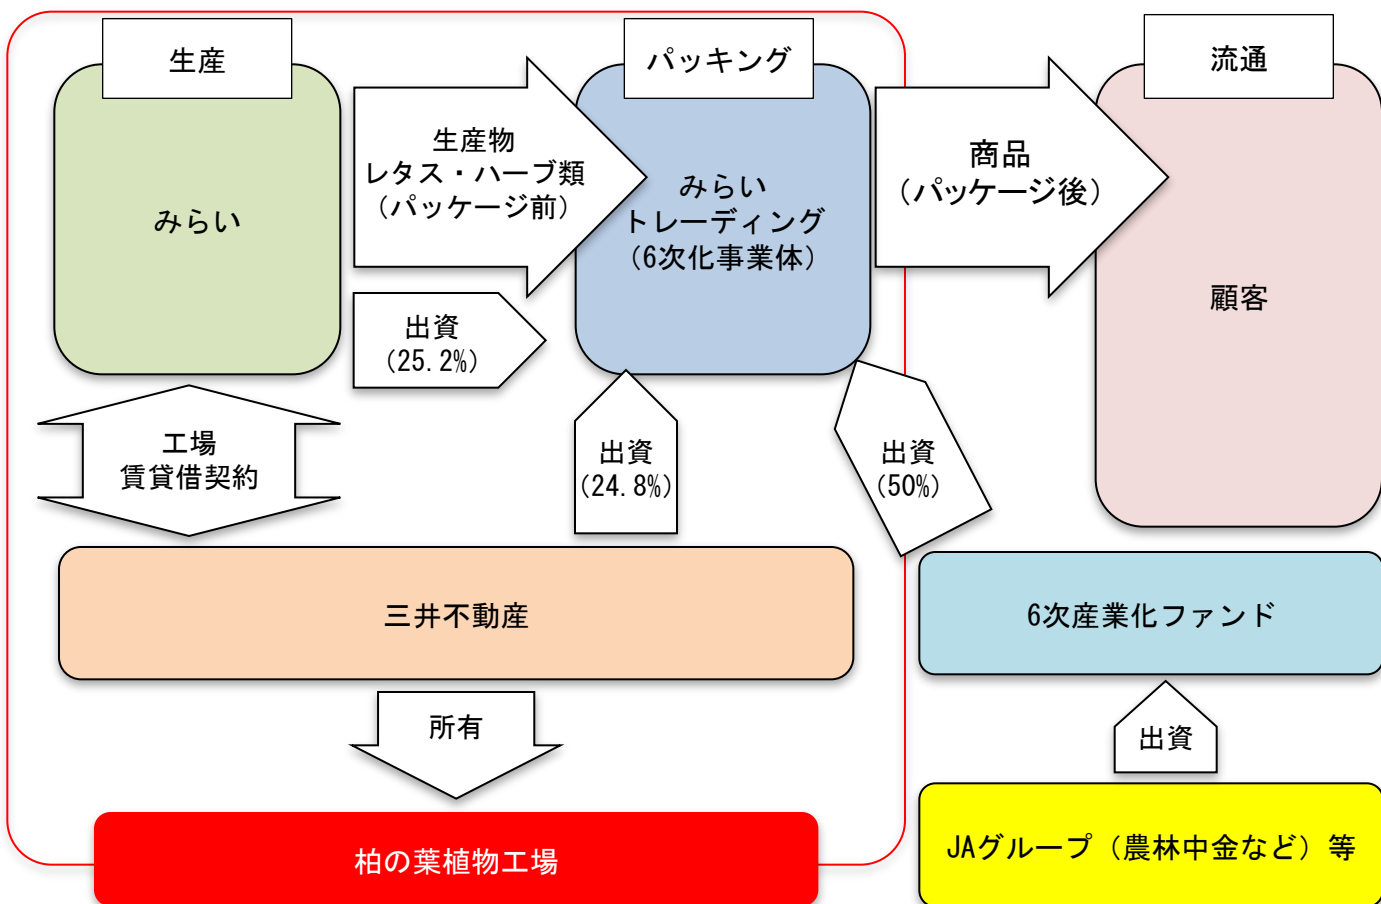 生産
パッキング
流通
みらい
生産物
レタス・ハーブ類
（パッケージ前）
みらい
トレーディング
（6次化事業体）
商品
（パッケージ後）
顧客
出資
(25.2%)
工場
賃貸借契約
出資
(24.8%)
出資
(50%)
三井不動産
6次産業化ファンド
所有
出資
柏の葉植物工場
JAグループ（農林中金など）等